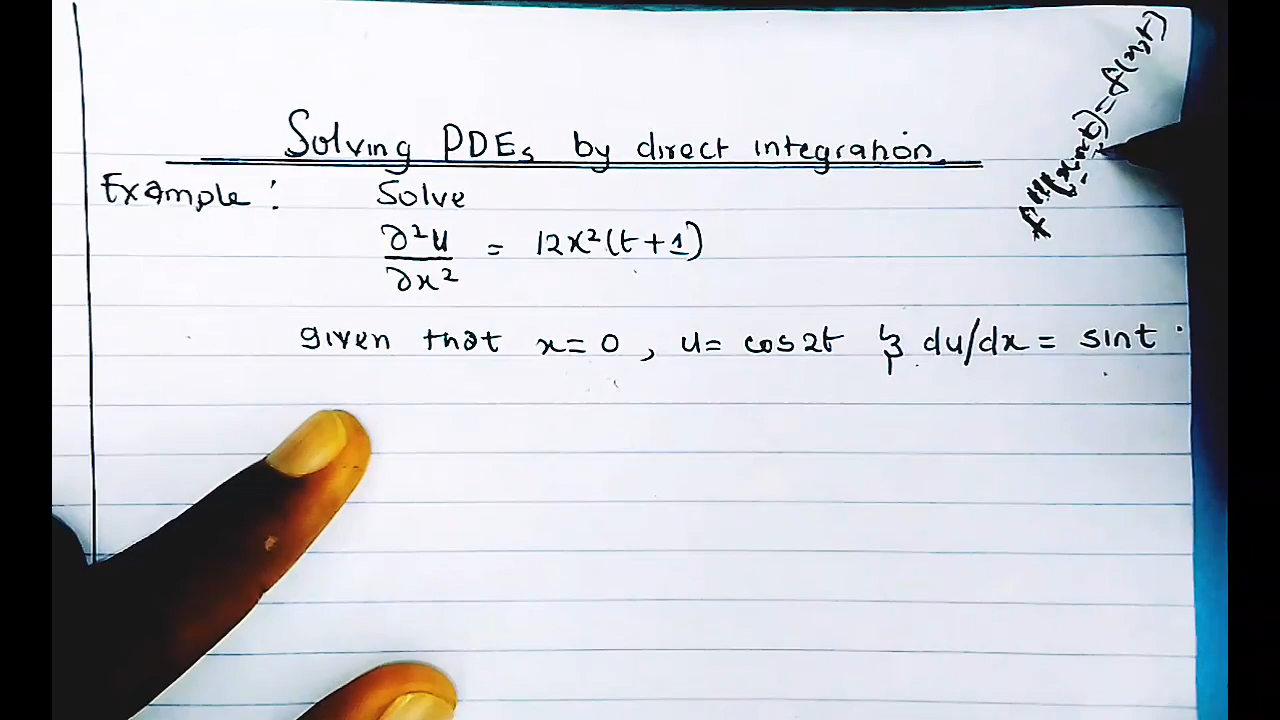 Solving PDEs by direct integration
Example: Solve
∂²u/∂x² = 12x²(t+1)
given that x=0, u= cos2t & du/dx = sint.
= f(x,t)